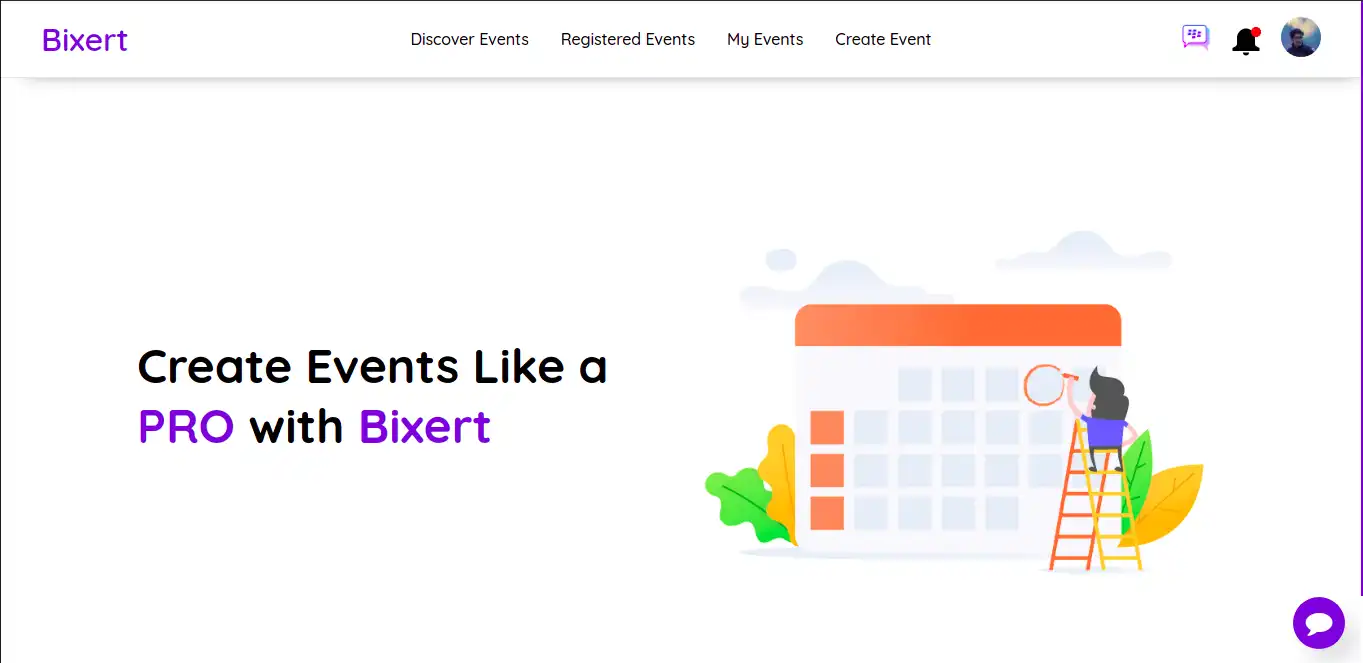 Bixert
Discover Events
Registered Events
My Events
Create Event
Create Events Like a
PRO with Bixert